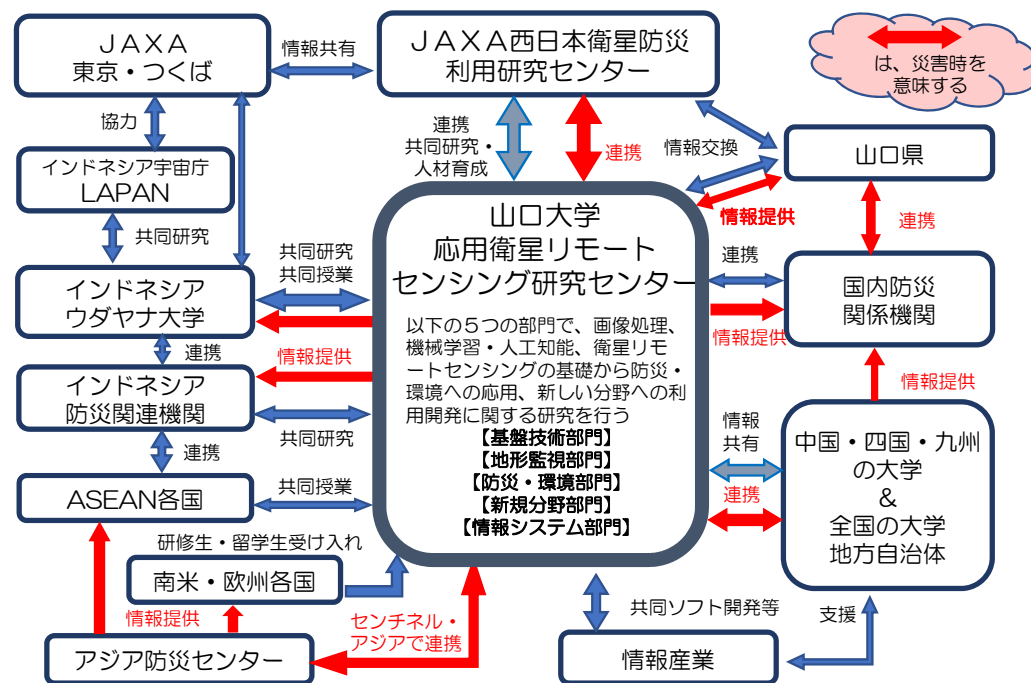 ＪＡＸＡ
東京・つくば
情報共有
ＪＡＸＡ西日本衛星防災
利用研究センター
は、災害時を
意味する
協力
連携
共同研究・
人材育成
連携
情報交換
山口県
インドネシア宇宙庁
LAPAN
情報提供
共同研究
連携
山口大学
応用衛星リモート
センシング研究センター
共同研究
共同授業
連携
インドネシア
ウダヤナ大学
国内防災
関係機関
以下の５つの部門で、画像処理、
機械学習・人工知能、衛星リモ
ートセンシングの基礎から防災・
環境への応用、新しい分野への利
用開発に関する研究を行う
【基盤技術部門】
【地形監視部門】
【防災・環境部門】
【新規分野部門】
【情報システム部門】
情報提供
連携
情報提供
インドネシア
防災関連機関
情報提供
共同研究
情報
共有
中国・四国・九州
の大学
&
全国の大学
地方自治体
連携
連携
ASEAN各国
共同授業
研修生・留学生受け入れ
南米・欧州各国
情報提供
センチネル・
アジアで連携
共同ソフト開発等
支援
アジア防災センター
情報産業